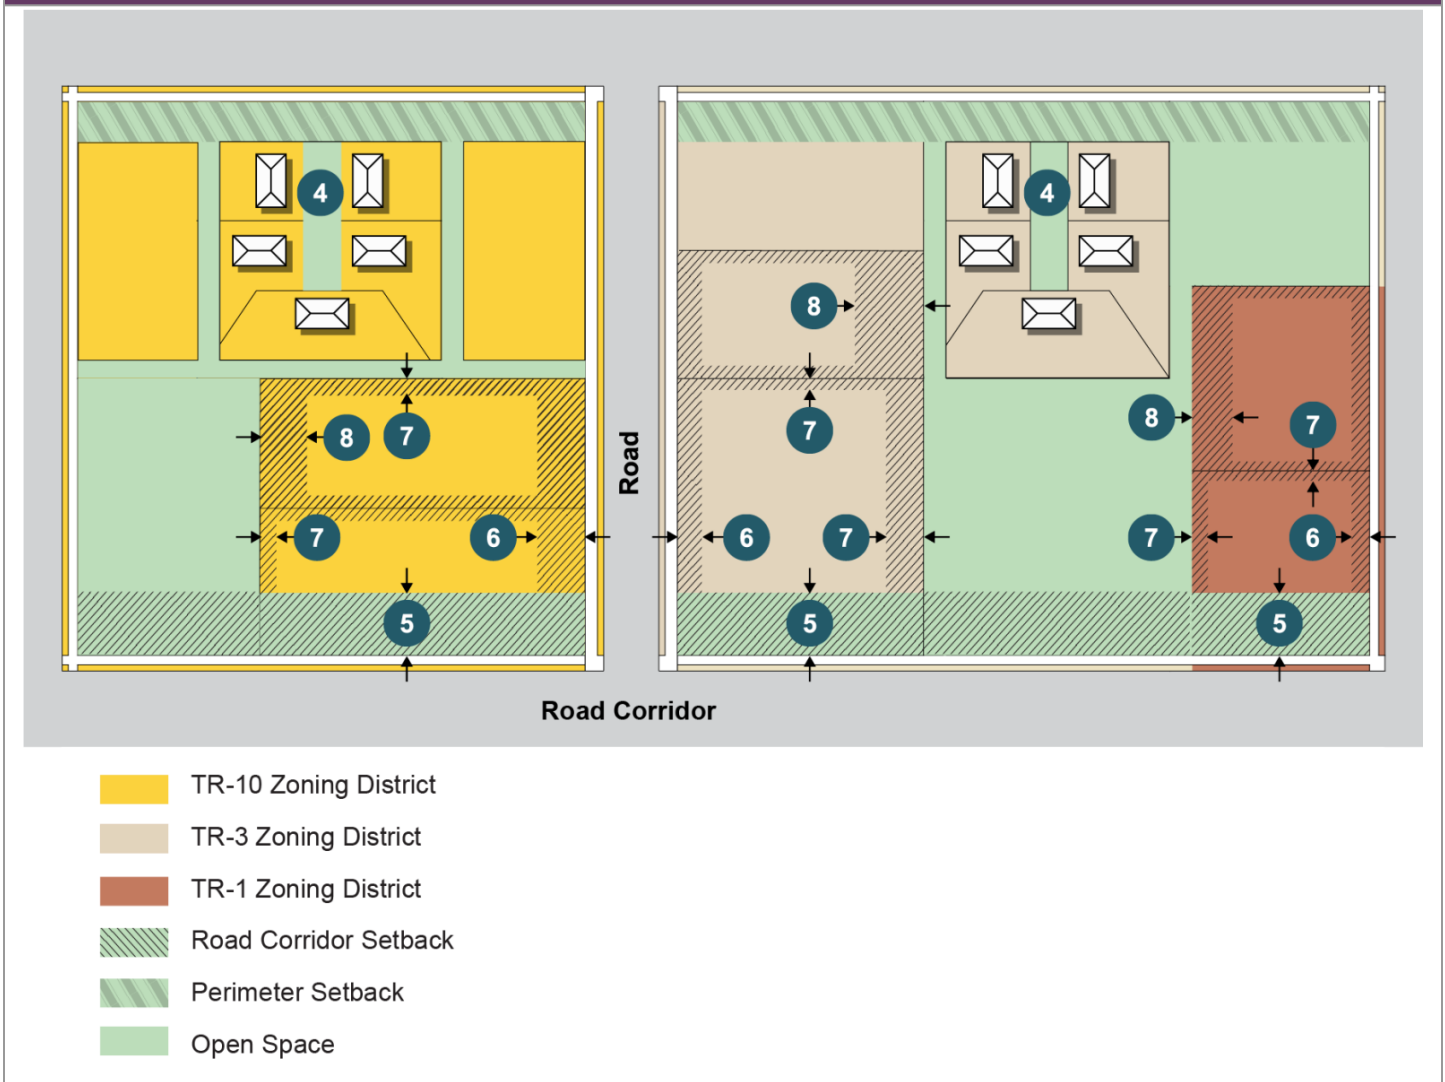 4
4
8
8
7
8
7
7
7
6
6
7
7
6
5
5
5
Road
Road Corridor
TR-10 Zoning District
TR-3 Zoning District
TR-1 Zoning District
Road Corridor Setback
Perimeter Setback
Open Space